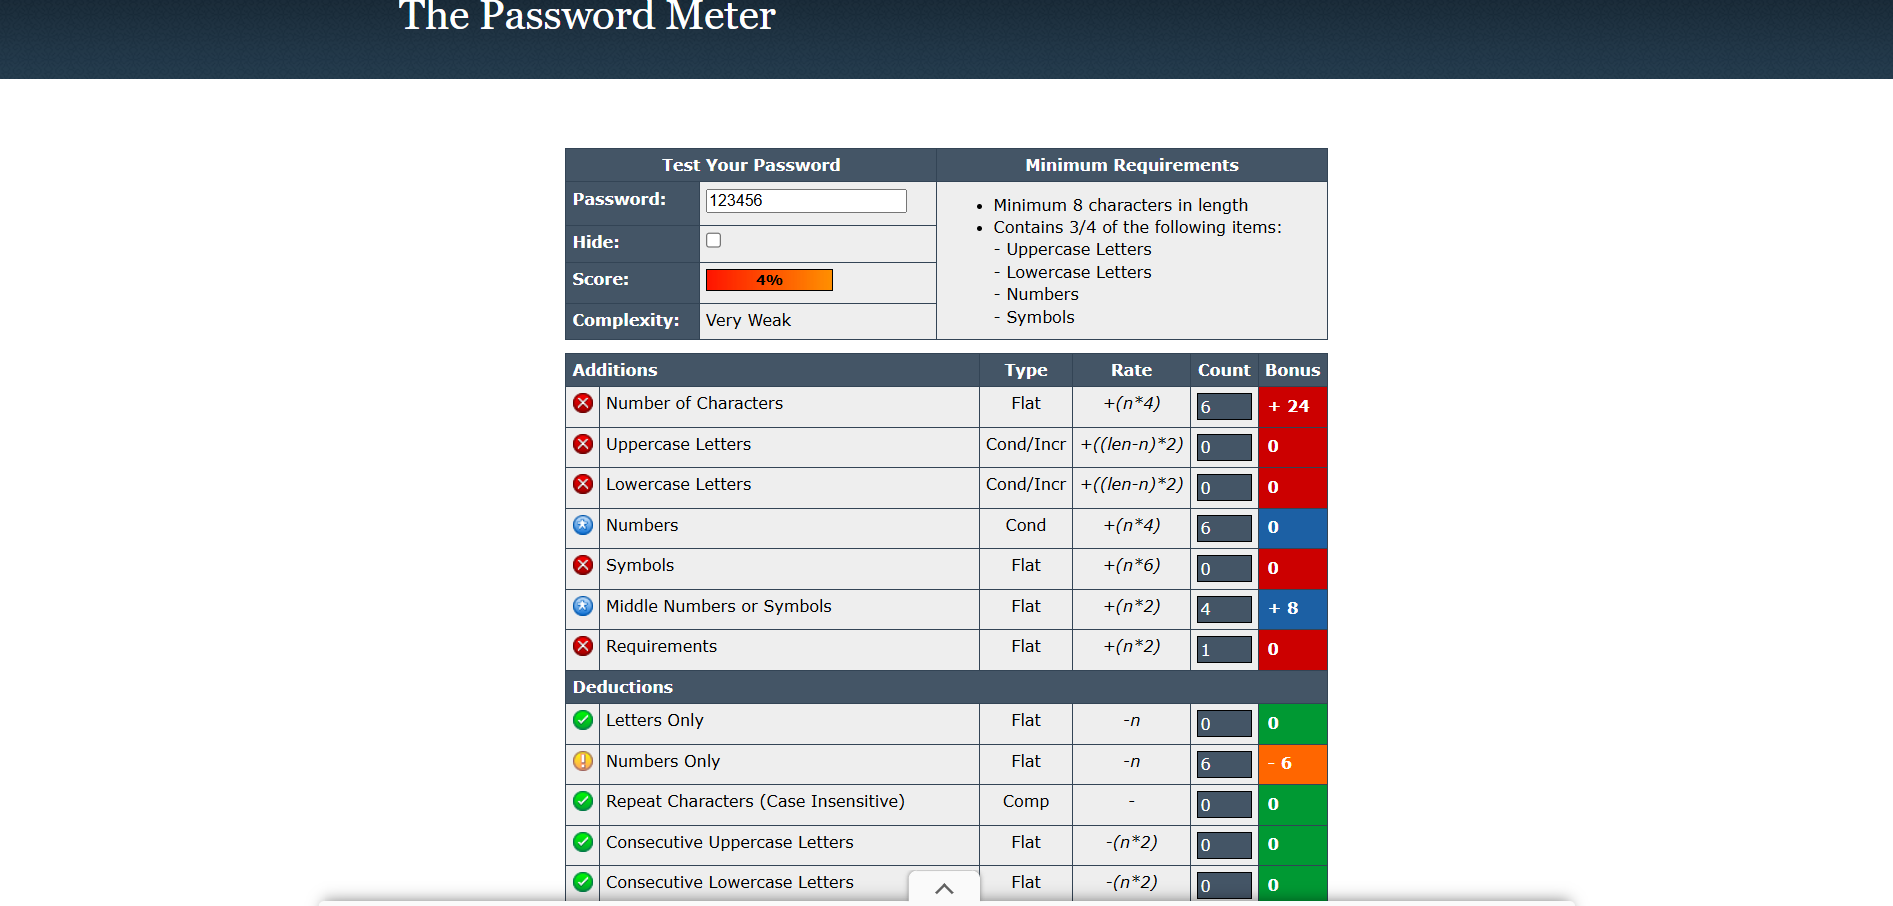 The Password Meter
Test Your Password
Minimum Requirements
Password:
123456
Hide:
Score:
4%
Complexity:
Very Weak
• Minimum 8 characters in length
• Contains 3/4 of the following items:
- Uppercase Letters
- Lowercase Letters
- Numbers
- Symbols
Additions Type Rate Count Bonus
Number of Characters Flat +(n*4) 6 + 24
Uppercase Letters Cond/Incr +((len-n)*2) 0 0
Lowercase Letters Cond/Incr +((len-n)*2) 0 0
Numbers Cond +(n*4) 6 0
Symbols Flat +(n*6) 0 0
Middle Numbers or Symbols Flat +(n*2) 4 + 8
Requirements Flat +(n*2) 1 0
Deductions
Letters Only Flat -n 0 0
Numbers Only Flat -n 6 - 6
Repeat Characters (Case Insensitive) Comp - 0 0
Consecutive Uppercase Letters Flat -(n*2) 0 0
Consecutive Lowercase Letters Flat -(n*2) 0 0